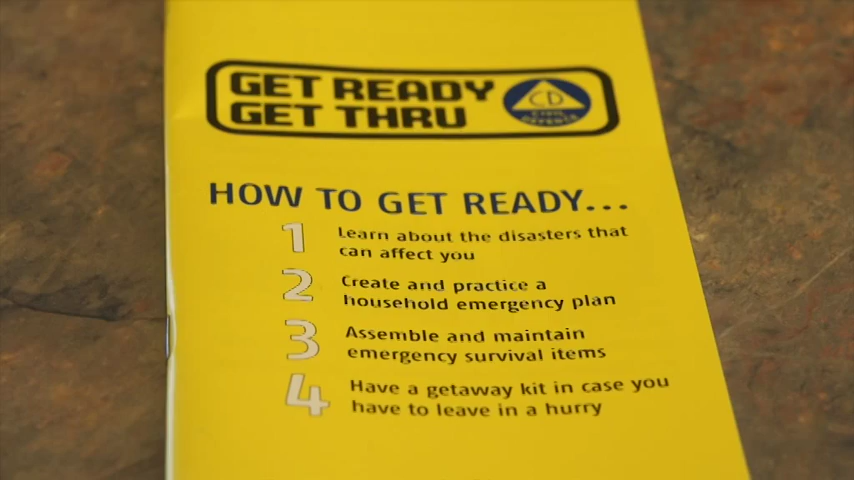 GET READY
GET THRU
CD
CIVIL
DEFENCE
HOW TO GET READY...
1 Learn about the disasters that
can affect you
2 Create and practice a
household emergency plan
3 Assemble and maintain
emergency survival items
4 Have a getaway kit in case you
have to leave in a hurry